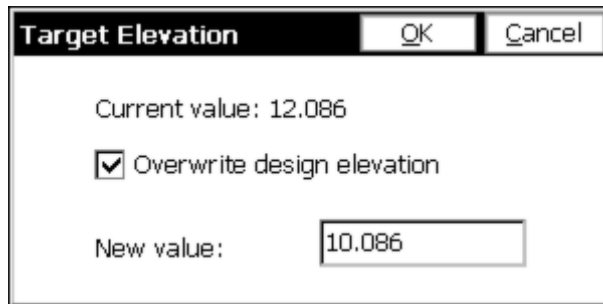 Target Elevation OK Cancel
Current value: 12.086
Overwrite design elevation
New value: 10.086